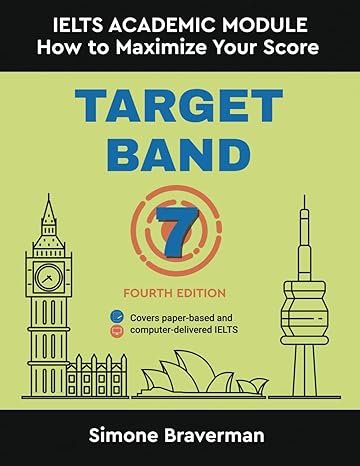 IELTS ACADEMIC MODULE
How to Maximize Your Score
TARGET
BAND
7
FOURTH EDITION
Covers paper-based and
computer-delivered IELTS
Simone Braverman